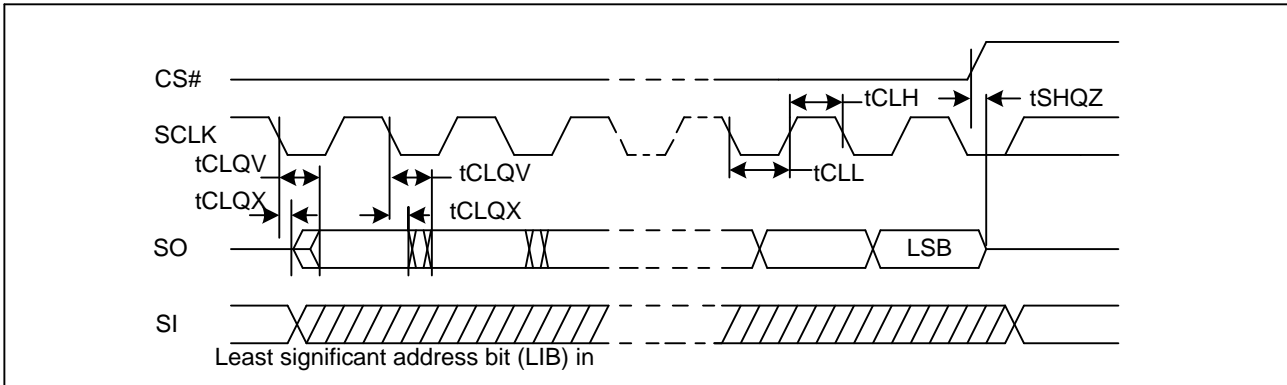 CS#
tCLH
tSHQZ
SCLK
tCLQV
tCLQV
tCLL
tCLQX
tCLQX
SO
LSB
SI
Least significant address bit (LIB) in